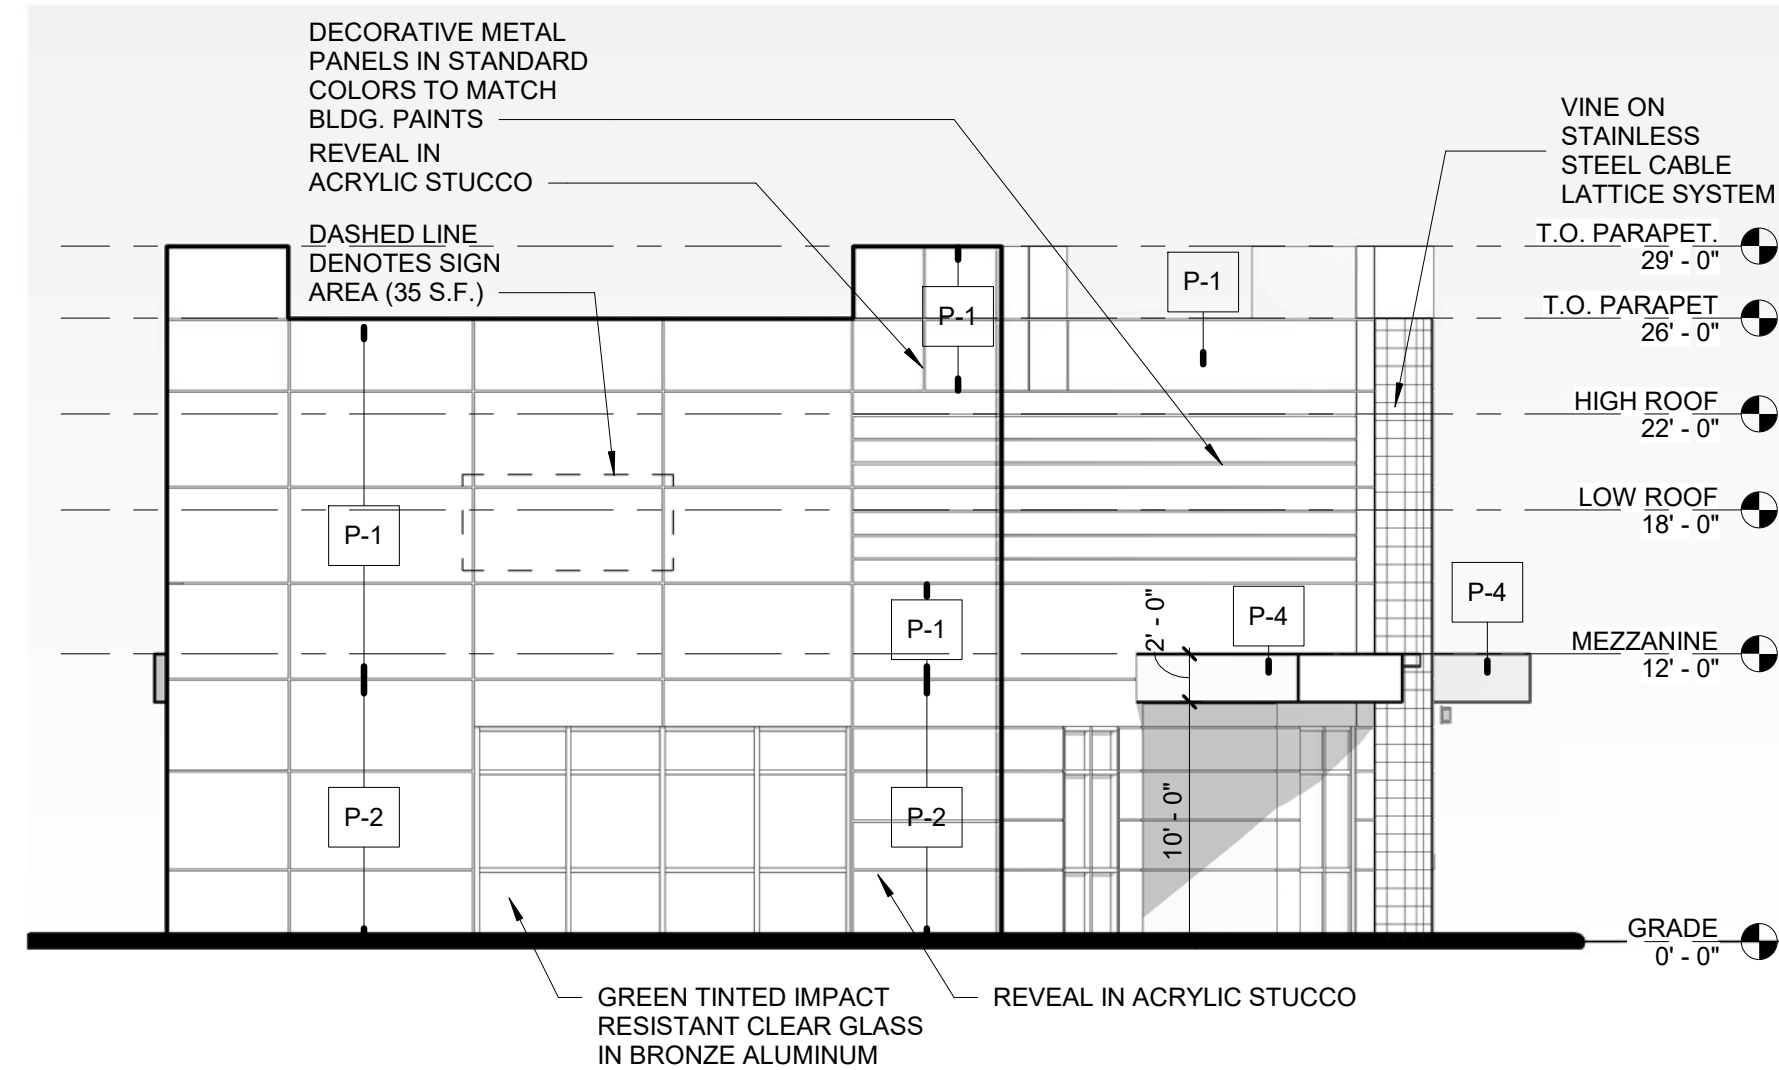 DECORATIVE METAL
PANELS IN STANDARD
COLORS TO MATCH
BLDG. PAINTS
REVEAL IN
ACRYLIC STUCCO
DASHED LINE
DENOTES SIGN
AREA (35 S.F.)
VINE ON
STAINLESS
STEEL CABLE
LATTICE SYSTEM
T.O. PARAPET.
29' - 0"
P-1
P-1
T.O. PARAPET
26' - 0"
HIGH ROOF
22' - 0"
LOW ROOF
18' - 0"
P-1
P-4
P-4
P-1
2' - 0"
MEZZANINE
12' - 0"
P-2
P-2
10' - 0"
GRADE
0' - 0"
GREEN TINTED IMPACT
RESISTANT CLEAR GLASS
IN BRONZE ALUMINUM
REVEAL IN ACRYLIC STUCCO